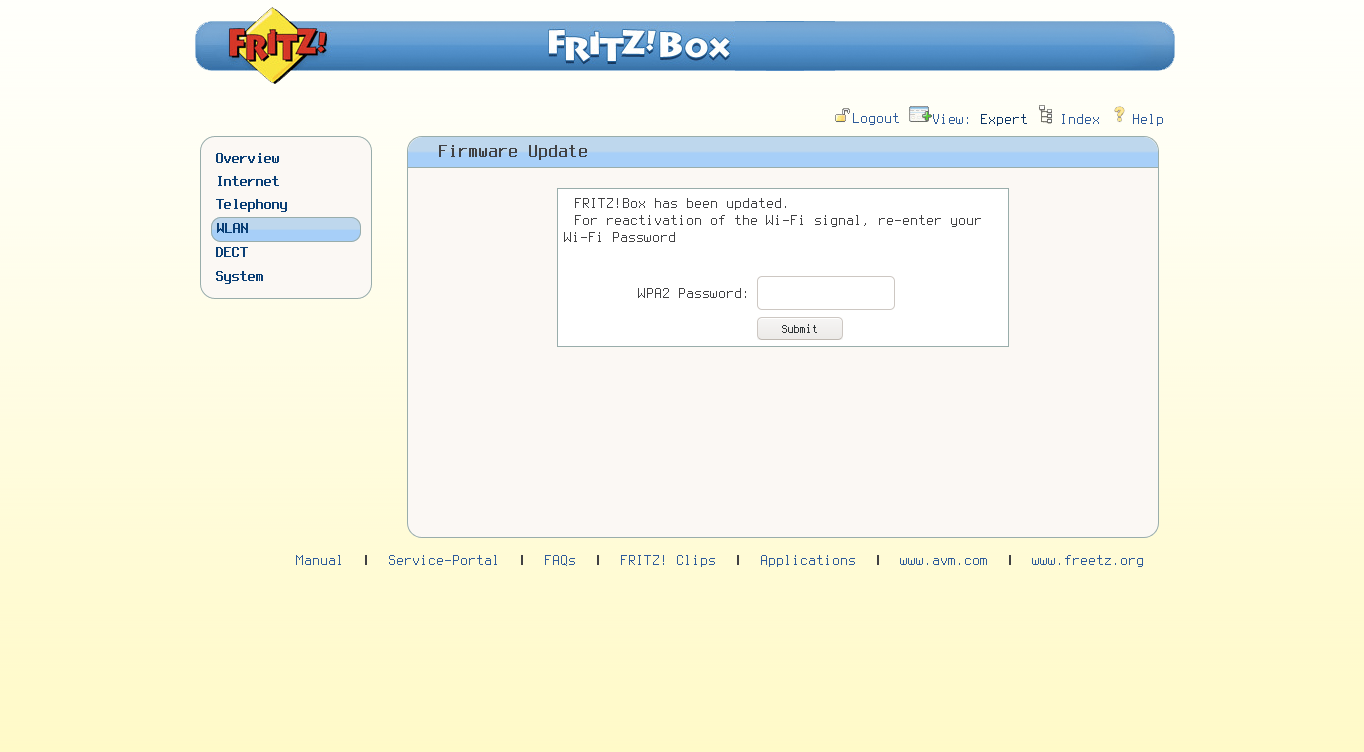 FRITZ! FRITZ!Box
Logout View: Expert Index Help
Overview
Internet
Telephony
WLAN
DECT
System
Firmware Update
FRITZ!Box has been updated.
For reactivation of the Wi-Fi signal, re-enter your
Wi-Fi Password
WPA2 Password:
Submit
Manual | Service-Portal | FAQs | FRITZ! Clips | Applications | www.avm.com | www.freetz.org